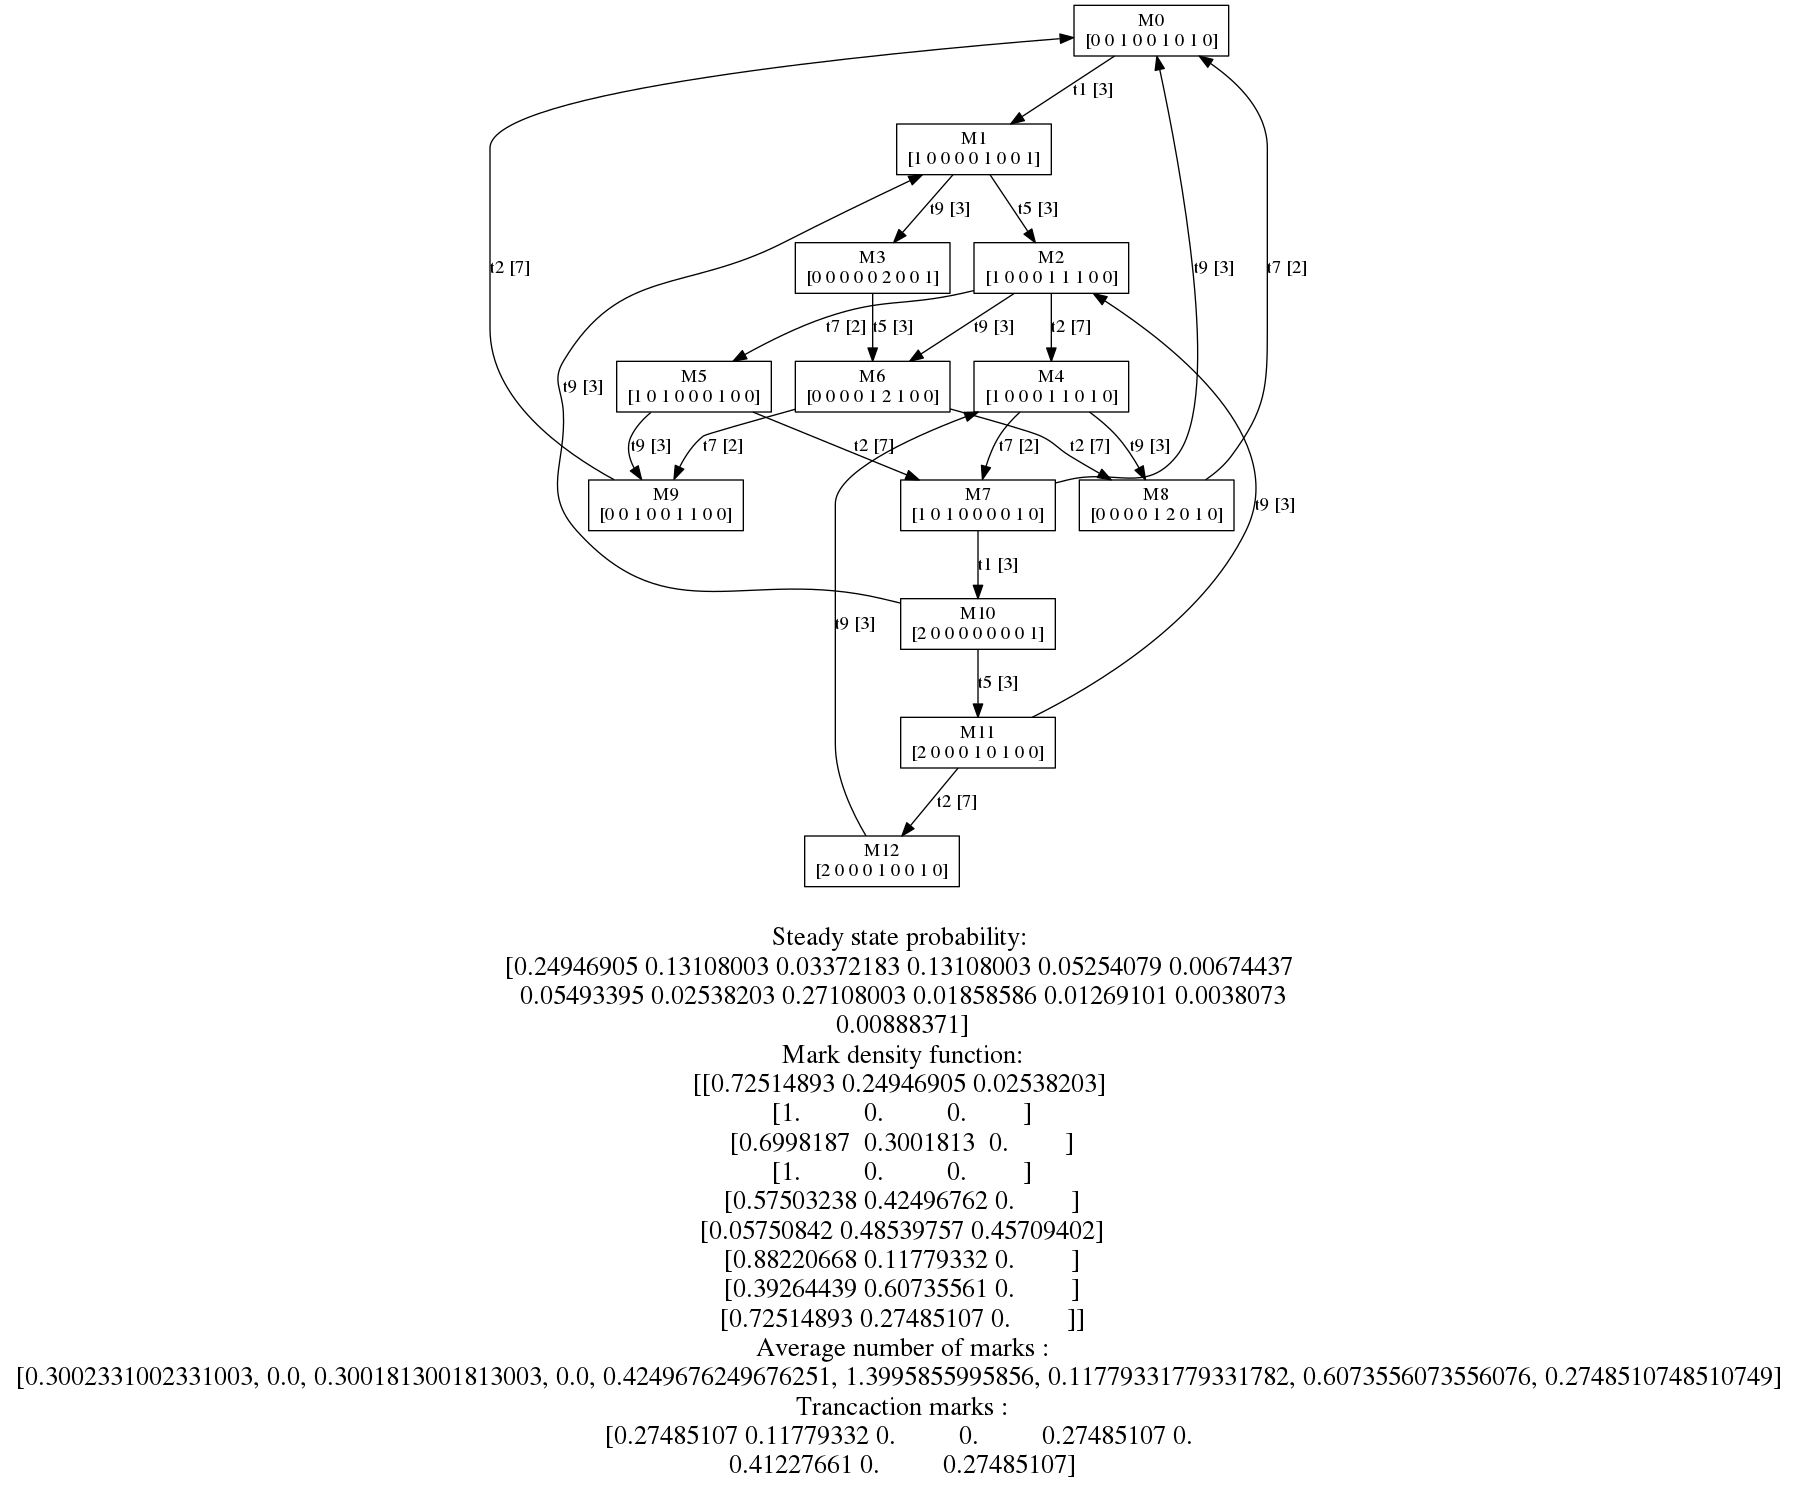 M0
[0 0 1 0 0 1 0 1 0]
t1 [3]
M1
[1 0 0 0 0 1 0 0 1]
t9 [3]
t5 [3]
M3
[0 0 0 0 0 2 0 0 1]
M2
[1 0 0 0 1 1 1 0 0]
t2 [7]
t9 [3]
t7 [2]
t7 [2]
t5 [3]
t9 [3]
t2 [7]
M5
[1 0 1 0 0 0 1 0 0]
M6
[0 0 0 0 1 2 1 0 0]
M4
[1 0 0 0 1 1 0 1 0]
t9 [3]
t9 [3]
t7 [2]
t2 [7]
t7 [2]
t2 [7]
t9 [3]
M9
[0 0 1 0 0 1 1 0 0]
M7
[1 0 1 0 0 0 0 1 0]
M8
[0 0 0 0 1 2 0 1 0]
t9 [3]
t1 [3]
M10
[2 0 0 0 0 0 0 0 1]
t9 [3]
t5 [3]
M11
[2 0 0 0 1 0 1 0 0]
t2 [7]
M12
[2 0 0 0 1 0 0 1 0]
Steady state probability:
[0.24946905 0.13108003 0.03372183 0.13108003 0.05254079 0.00674437
0.05493395 0.02538203 0.27108003 0.01858586 0.01269101 0.0038073
0.00888371]
Mark density function:
[[0.72514893 0.24946905 0.02538203]
[1. 0. 0. ]
[0.6998187 0.3001813 0. ]
[1. 0. 0. ]
[0.57503238 0.42496762 0. ]
[0.05750842 0.48539757 0.45709402]
[0.88220668 0.11779332 0. ]
[0.39264439 0.60735561 0. ]
[0.72514893 0.27485107 0. ]]
Average number of marks :
[0.3002331002331003, 0.0, 0.3001813001813003, 0.0, 0.4249676249676251, 1.3995855995856, 0.11779331779331782, 0.6073556073556076, 0.2748510748510749]
Trancaction marks :
[0.27485107 0.11779332 0. 0. 0.27485107 0.
0.41227661 0. 0.27485107]